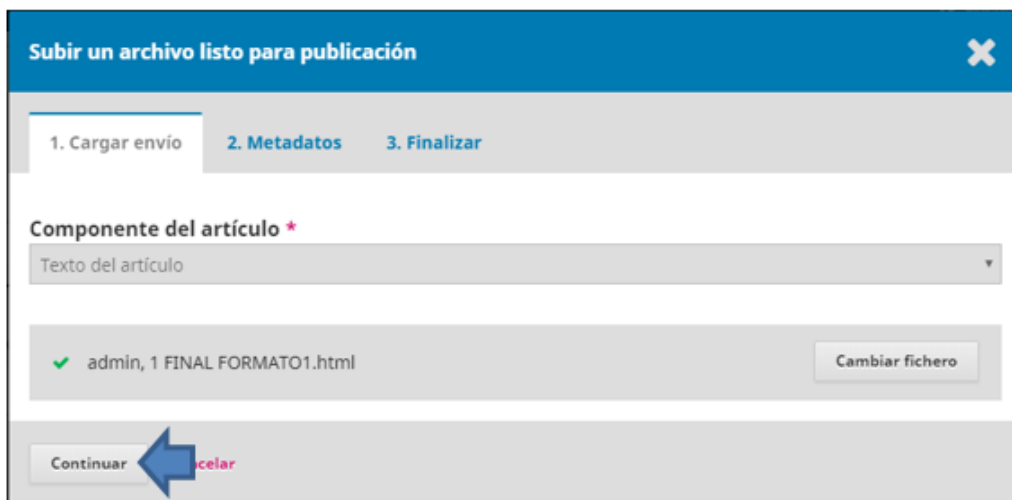 Subir un archivo listo para publicación
1. Cargar envío 2. Metadatos 3. Finalizar
Componente del artículo *
Texto del artículo
admin, 1 FINAL FORMATO1.html Cambiar fichero
Continuar celar